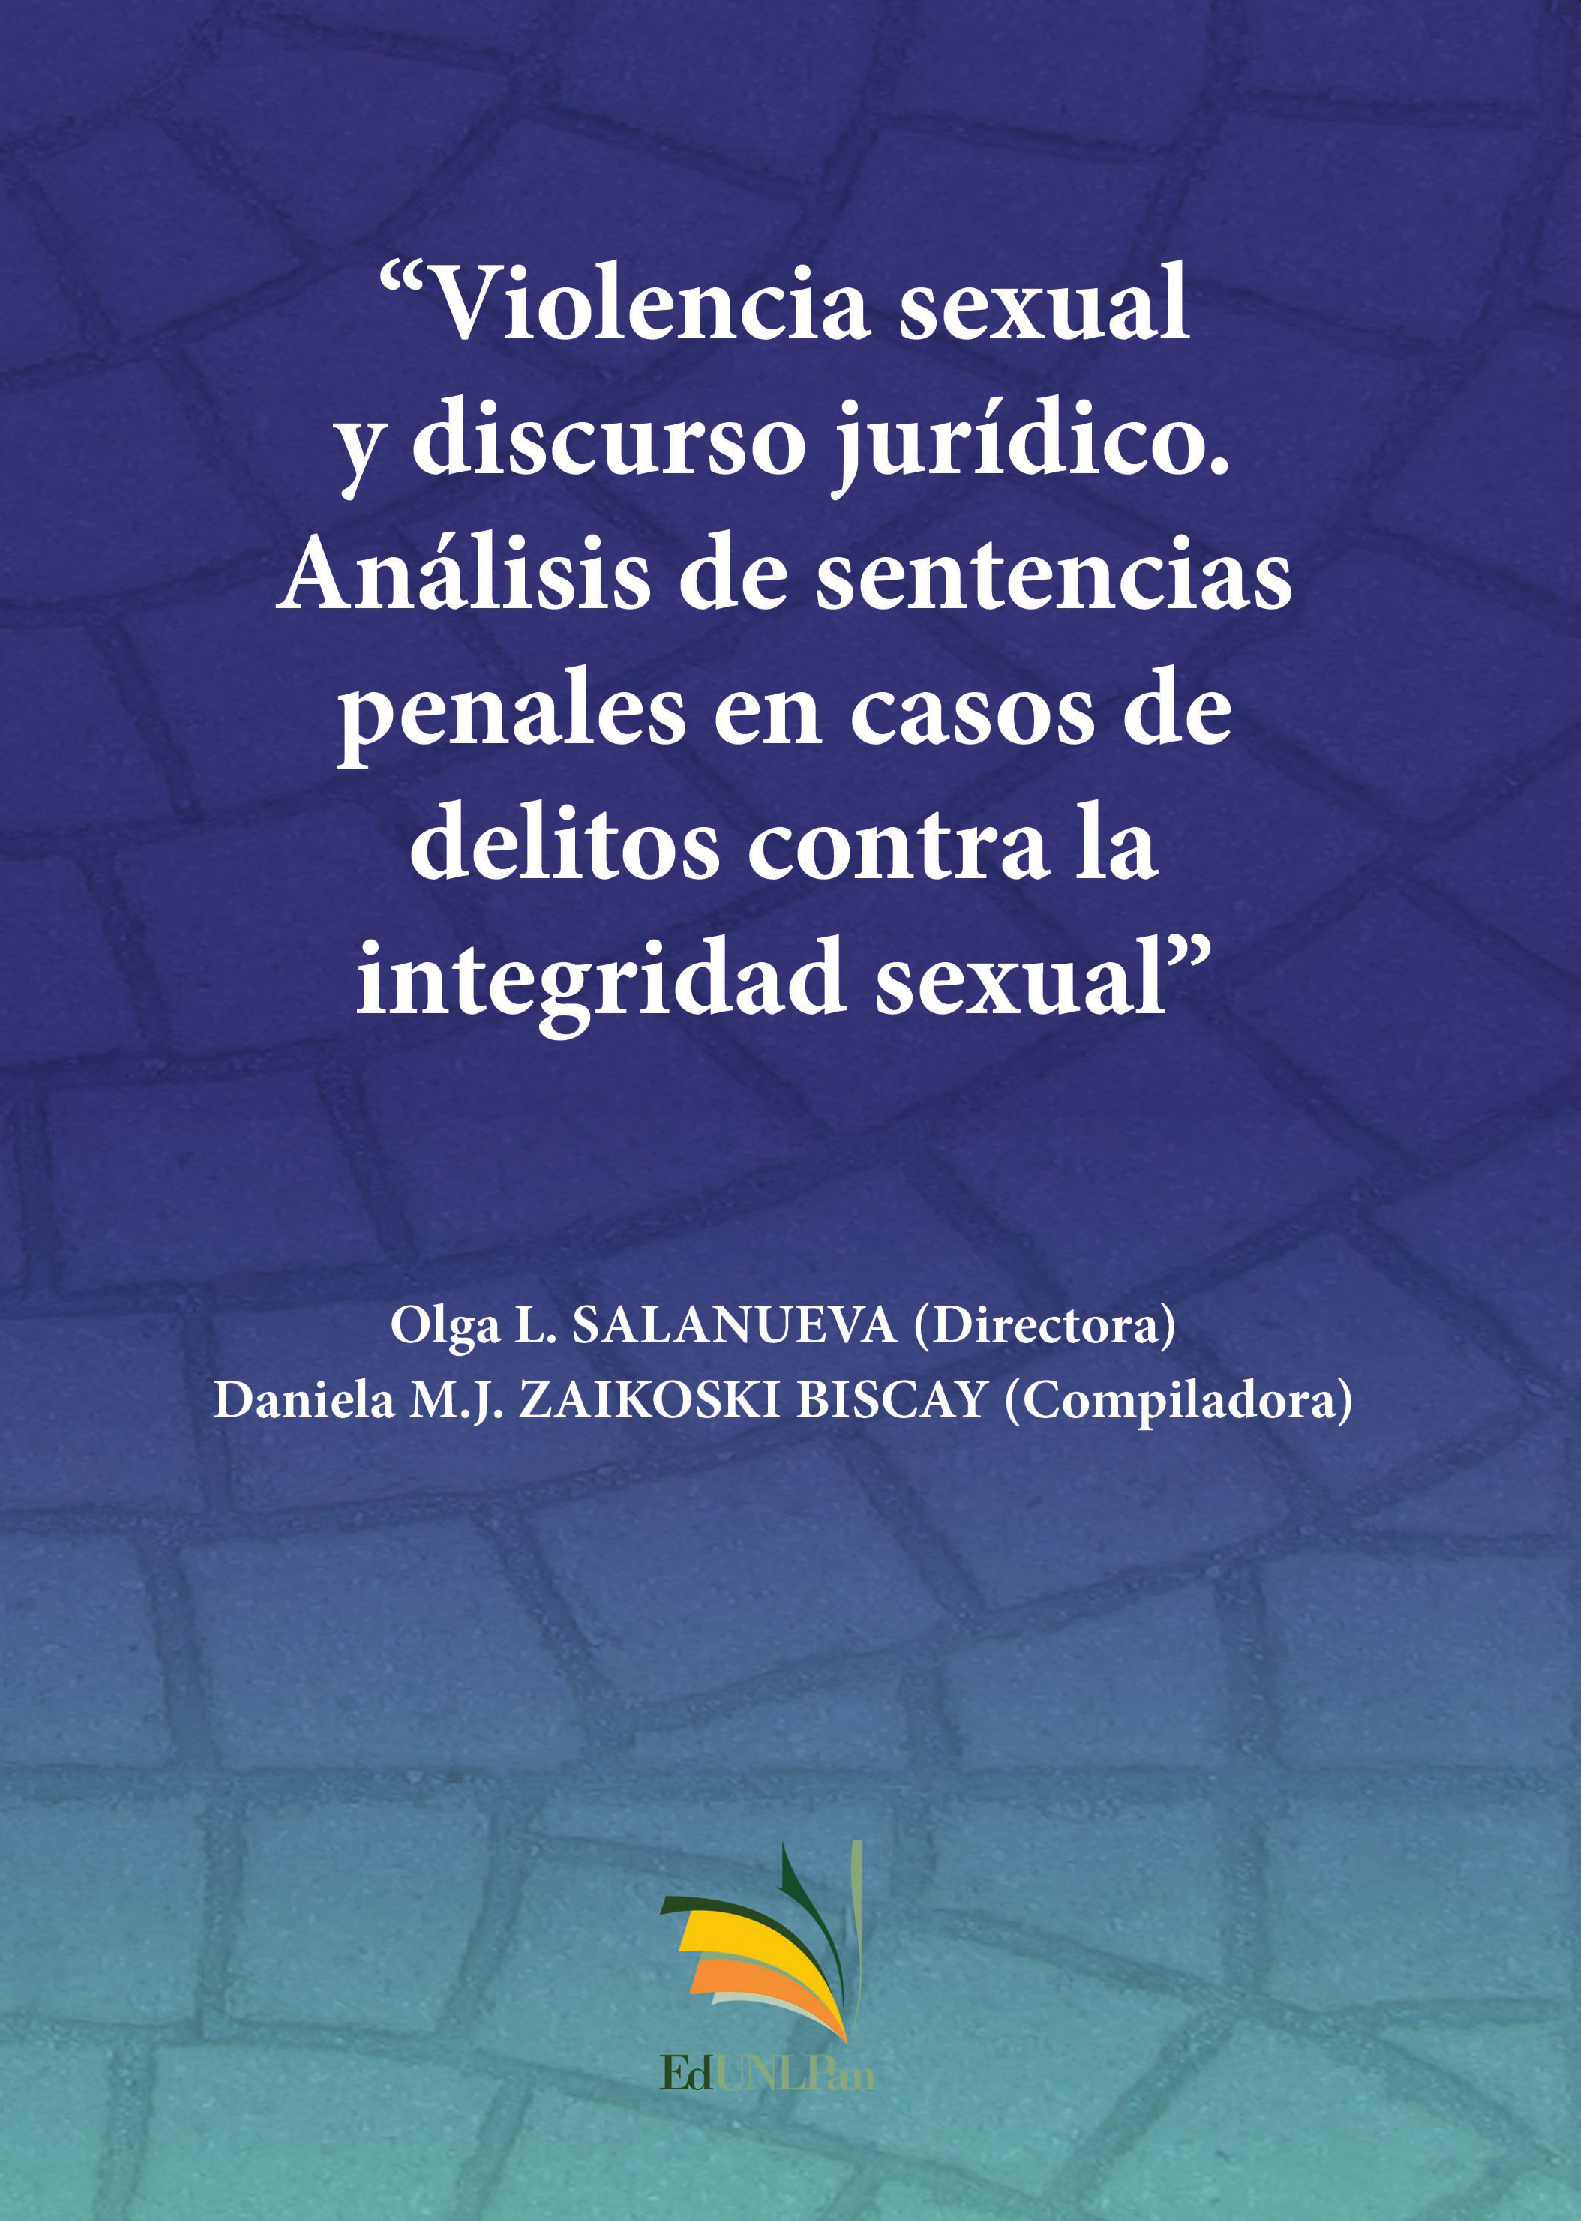 “Violencia sexual
y discurso jurídico.
Análisis de sentencias
penales en casos de
delitos contra la
integridad sexual”
Olga L. SALANUEVA (Directora)
Daniela M.J. ZAIKOSKI BISCAY (Compiladora)
EdUNLPam